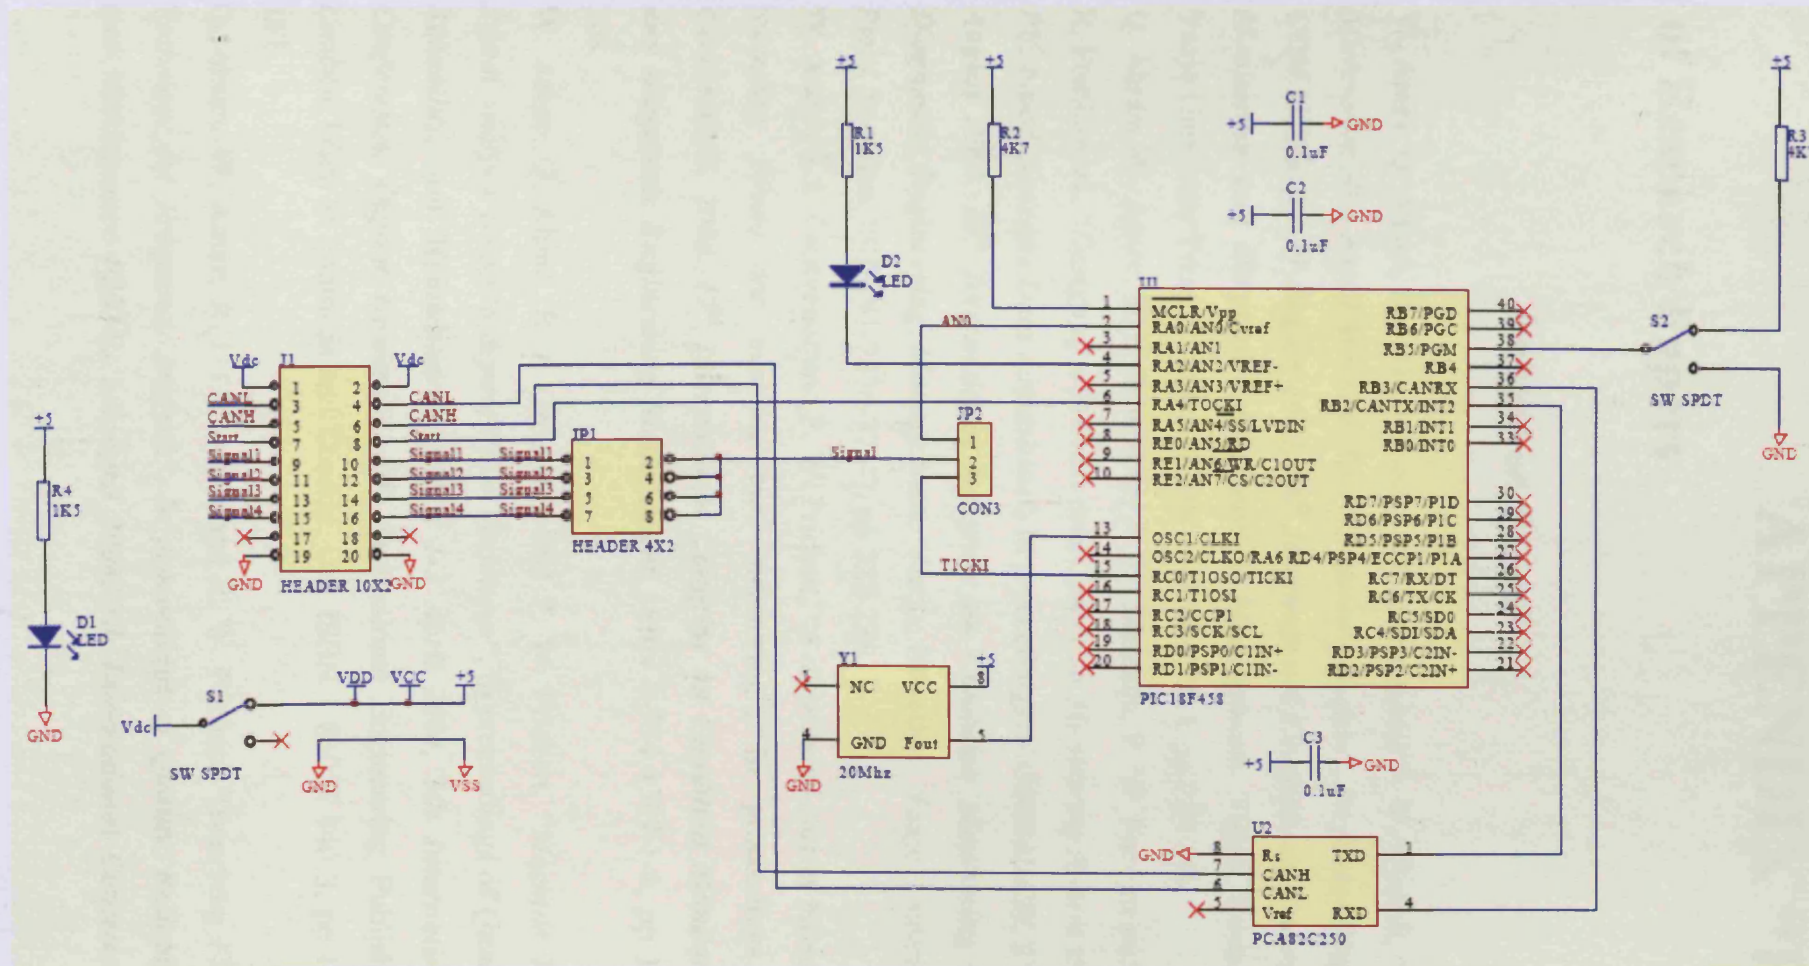 +5
R4
1K5
D1
LED
GND
Vdc
J1
Vdc
1
2
CANL
3
4
CANL
CANH
5
6
CANH
Start
7
8
Start
Signal1
9
10
Signal1
Signal2
11
12
Signal2
Signal3
13
14
Signal3
Signal4
15
16
Signal4
17
18
19
20
GND
HEADER 10X2
GND
JP1
Signal1
1
2
Signal2
3
4
Signal3
5
6
Signal4
7
8
HEADER 4X2
S1
Vdc
SW SPDT
VDD
VCC
+5
GND
VSS
+5
R1
1K5
D2
LED
+5
R2
4K7
AN0
Signal
T1CKI
JP2
1
2
3
CON3
Y1
NC
VCC
8
+5
4
GND
Fout
5
GND
20Mhz
C1
+5
GND
0.1uF
C2
+5
GND
0.1uF
U1
1
MCLR/Vpp
2
RA0/AN0/Cvref
3
RA1/AN1
4
RA2/AN2/VREF-
5
RA3/AN3/VREF+
6
RA4/TOCKI
7
RA5/AN4/SS/LVDIN
8
RE0/AN5/RD
9
RE1/AN6/WR/C1OUT
10
RE2/AN7/CS/C2OUT
13
OSC1/CLKI
14
OSC2/CLKO/RA6
15
RC0/T1OSO/TICKI
16
RC1/T1OSI
17
RC2/CCP1
18
RC3/SCK/SCL
19
RD0/PSP0/C1IN+
20
RD1/PSP1/C1IN-
RB7/PGD
40
RB6/PGC
39
RB5/PGM
38
RB4
37
RB3/CANRX
36
RB2/CANTX/INT2
35
RB1/INT1
34
RB0/INT0
33
RD7/PSP7/P1D
30
RD6/PSP6/P1C
29
RD5/PSP5/P1B
28
RD4/PSP4/ECCP1/P1A
27
RC7/RX/DT
26
RC6/TX/CK
25
RC5/SD0
24
RC4/SDI/SDA
23
RD3/PSP3/C2IN-
22
RD2/PSP2/C2IN+
21
PIC18F458
+5
R3
S2
SW SPDT
GND
C3
+5
GND
0.1uF
U2
GND
8
Rs
TXD
1
7
CANH
6
CANL
5
Vref
RXD
4
PCA82C250